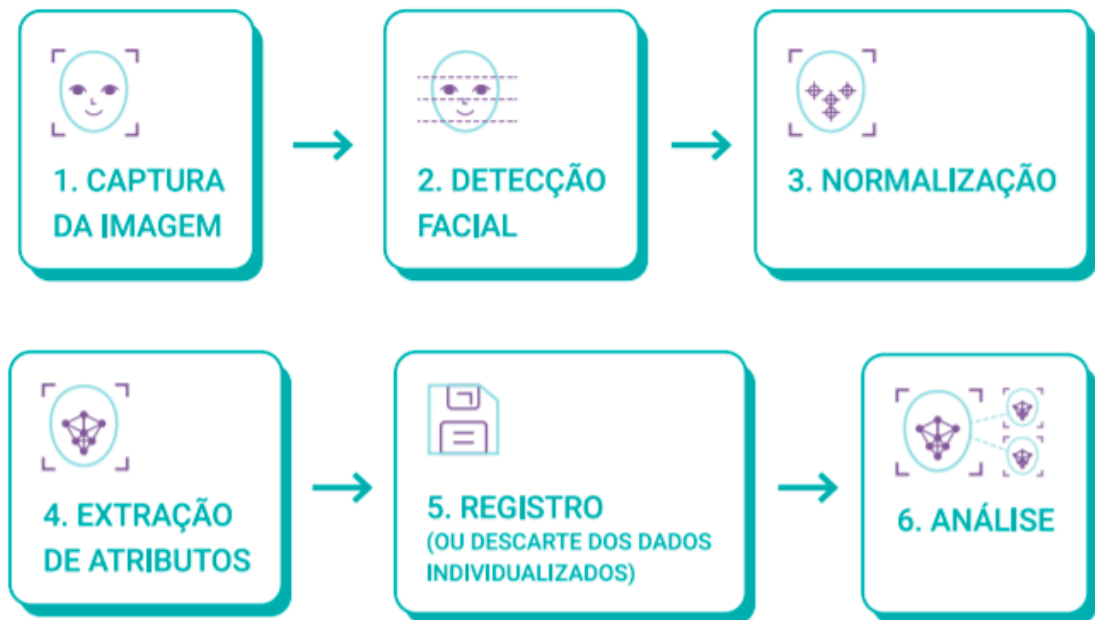 1. CAPTURA
DA IMAGEM
2. DETECÇÃO
FACIAL
3. NORMALIZAÇÃO
4. EXTRAÇÃO
DE ATRIBUTOS
5. REGISTRO
(OU DESCARTE DOS DADOS
INDIVIDUALIZADOS)
6. ANÁLISE